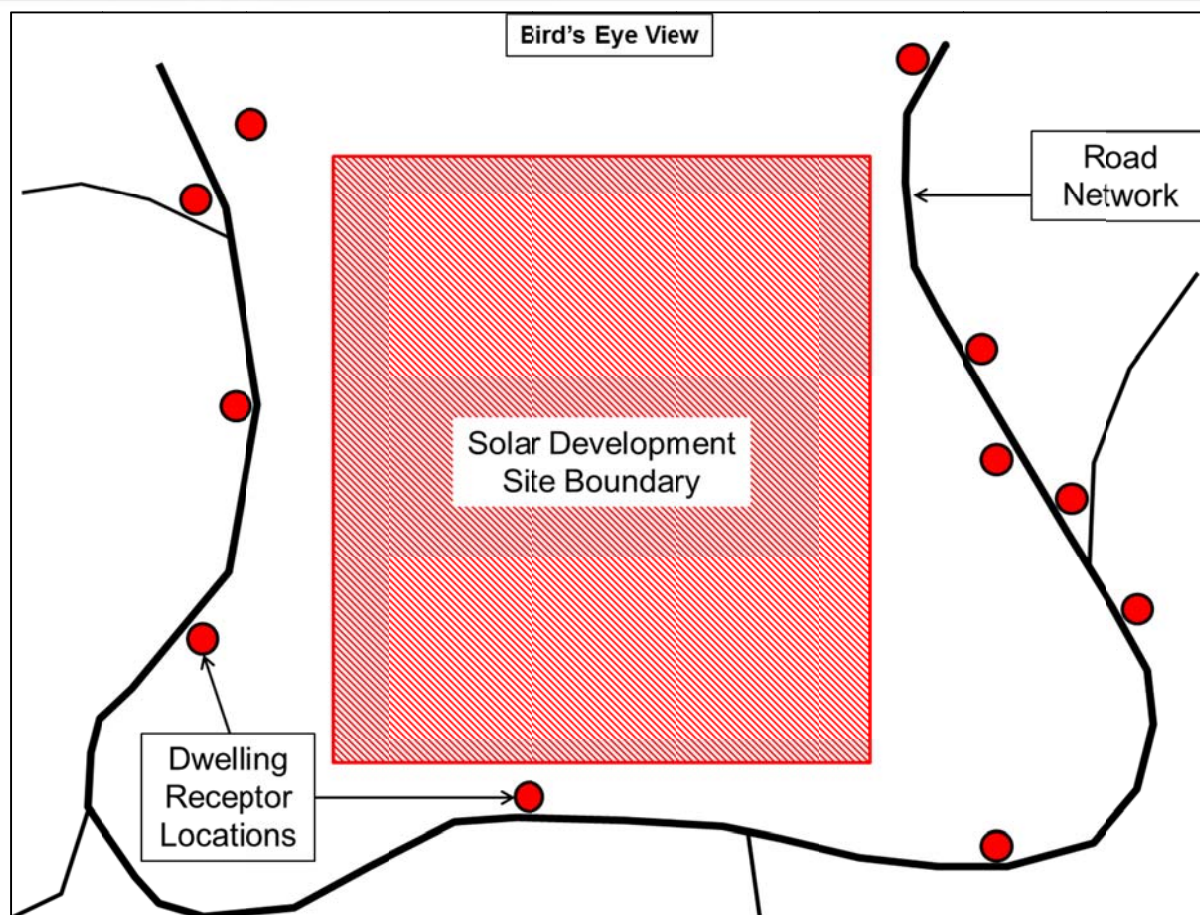 Bird's Eye View
Road
Network
Solar Development
Site Boundary
Dwelling
Receptor
Locations